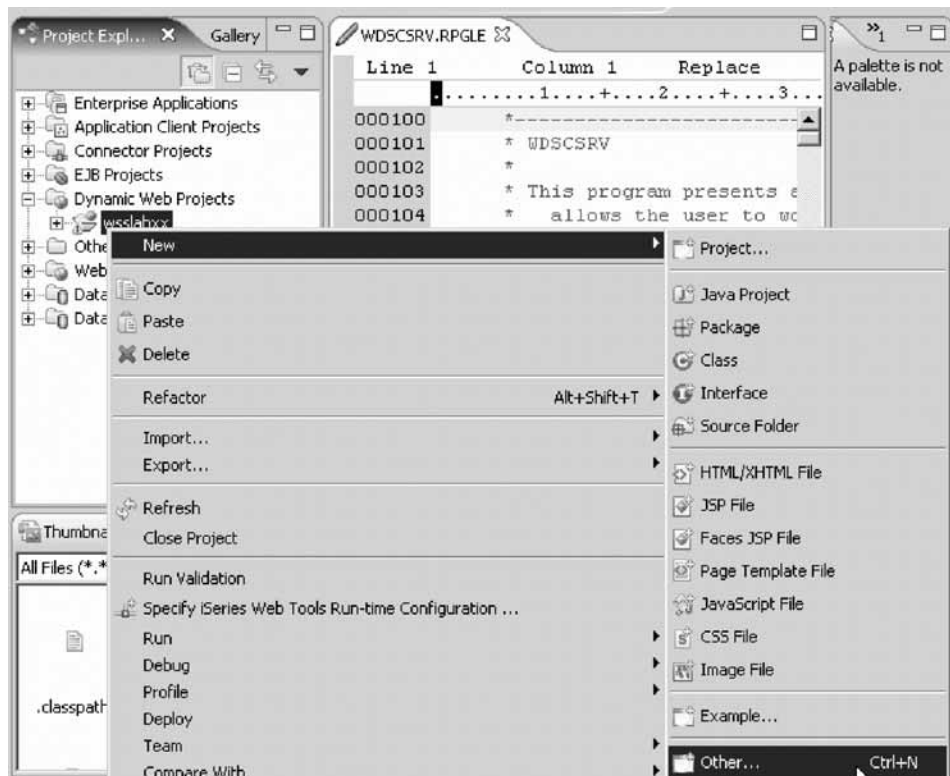 Project Expl...
Gallery
Enterprise Applications
Application Client Projects
Connector Projects
EJB Projects
Dynamic Web Projects
wsslabxx
Othe
Web
Data
Data
WDSCSRV.RPGLE
Line 1 Column 1 Replace
.........1....+....2....+....3...
000100 *--------------------------
000101 * WDSCSRV
000102 *
000103 * This program presents a
000104 * allows the user to wo
»1
A palette is not
available.
New
Copy
Paste
Delete
Refactor Alt+Shift+T
Import...
Export...
Refresh
Close Project
Run Validation
Specify iSeries Web Tools Run-time Configuration ...
Run
Debug
Profile
Deploy
Team
Compare With
Project...
Java Project
Package
Class
Interface
Source Folder
HTML/XHTML File
JSP File
Faces JSP File
Page Template File
JavaScript File
CSS File
Image File
Example...
Other... Ctrl+N
Thumbna
All Files (*.*
.classpath